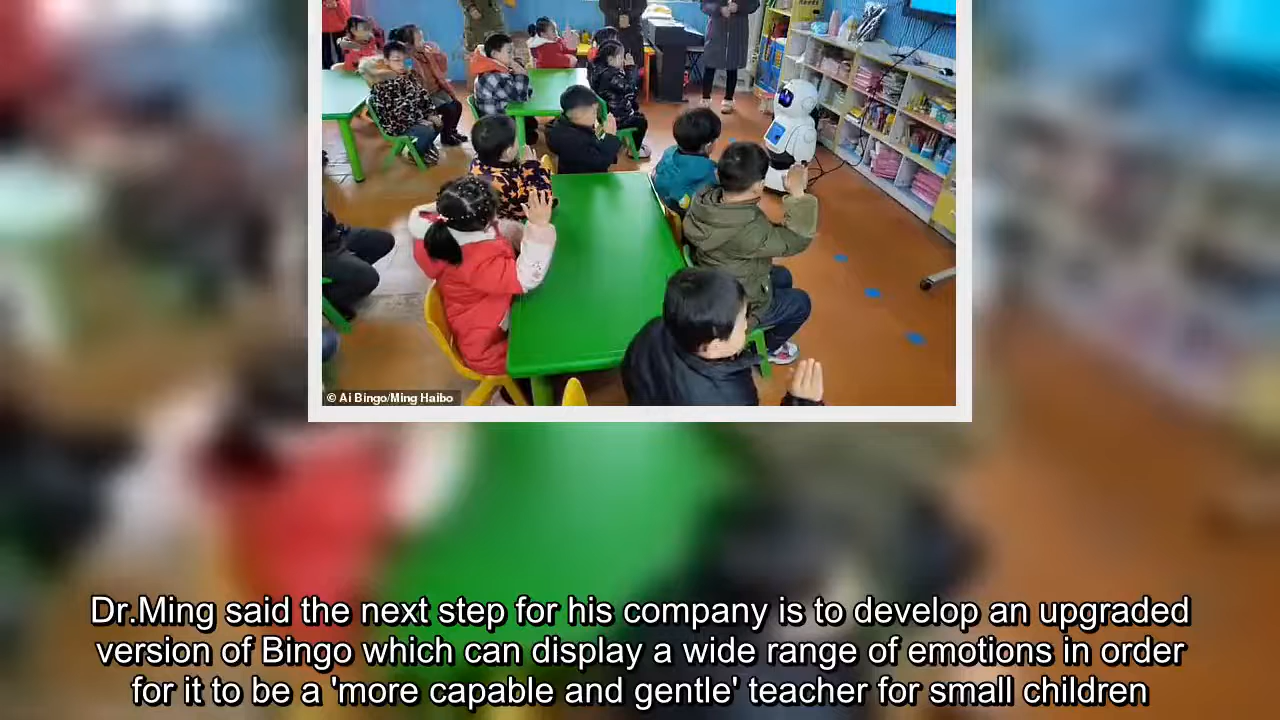 © Ai Bingo/Ming Haibo
Dr.Ming said the next step for his company is to develop an upgraded
version of Bingo which can display a wide range of emotions in order
for it to be a 'more capable and gentle' teacher for small children